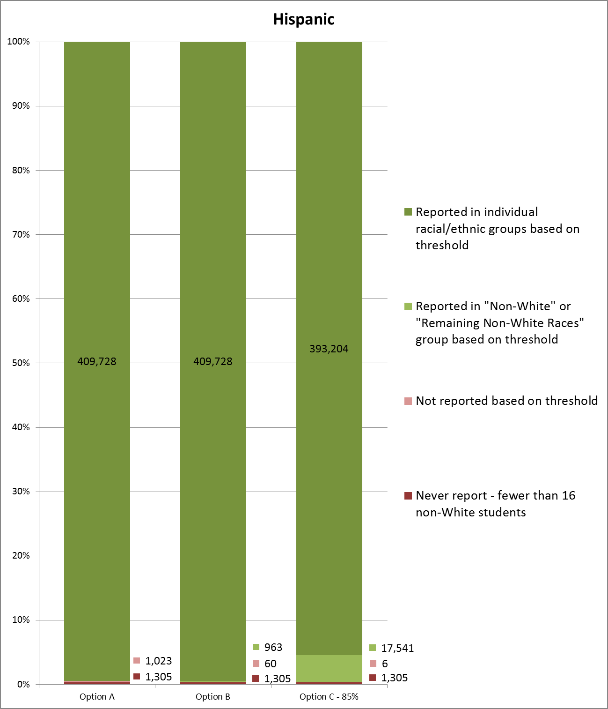 Hispanic
100%
90%
80%
70%
60%
50%
40%
30%
20%
10%
0%
409,728
409,728
393,204
1,023
1,305
963
60
1,305
17,541
6
1,305
Option A
Option B
Option C - 85%
Reported in individual
racial/ethnic groups based on
threshold
Reported in "Non-White" or
"Remaining Non-White Races"
group based on threshold
Not reported based on threshold
Never report - fewer than 16
non-White students